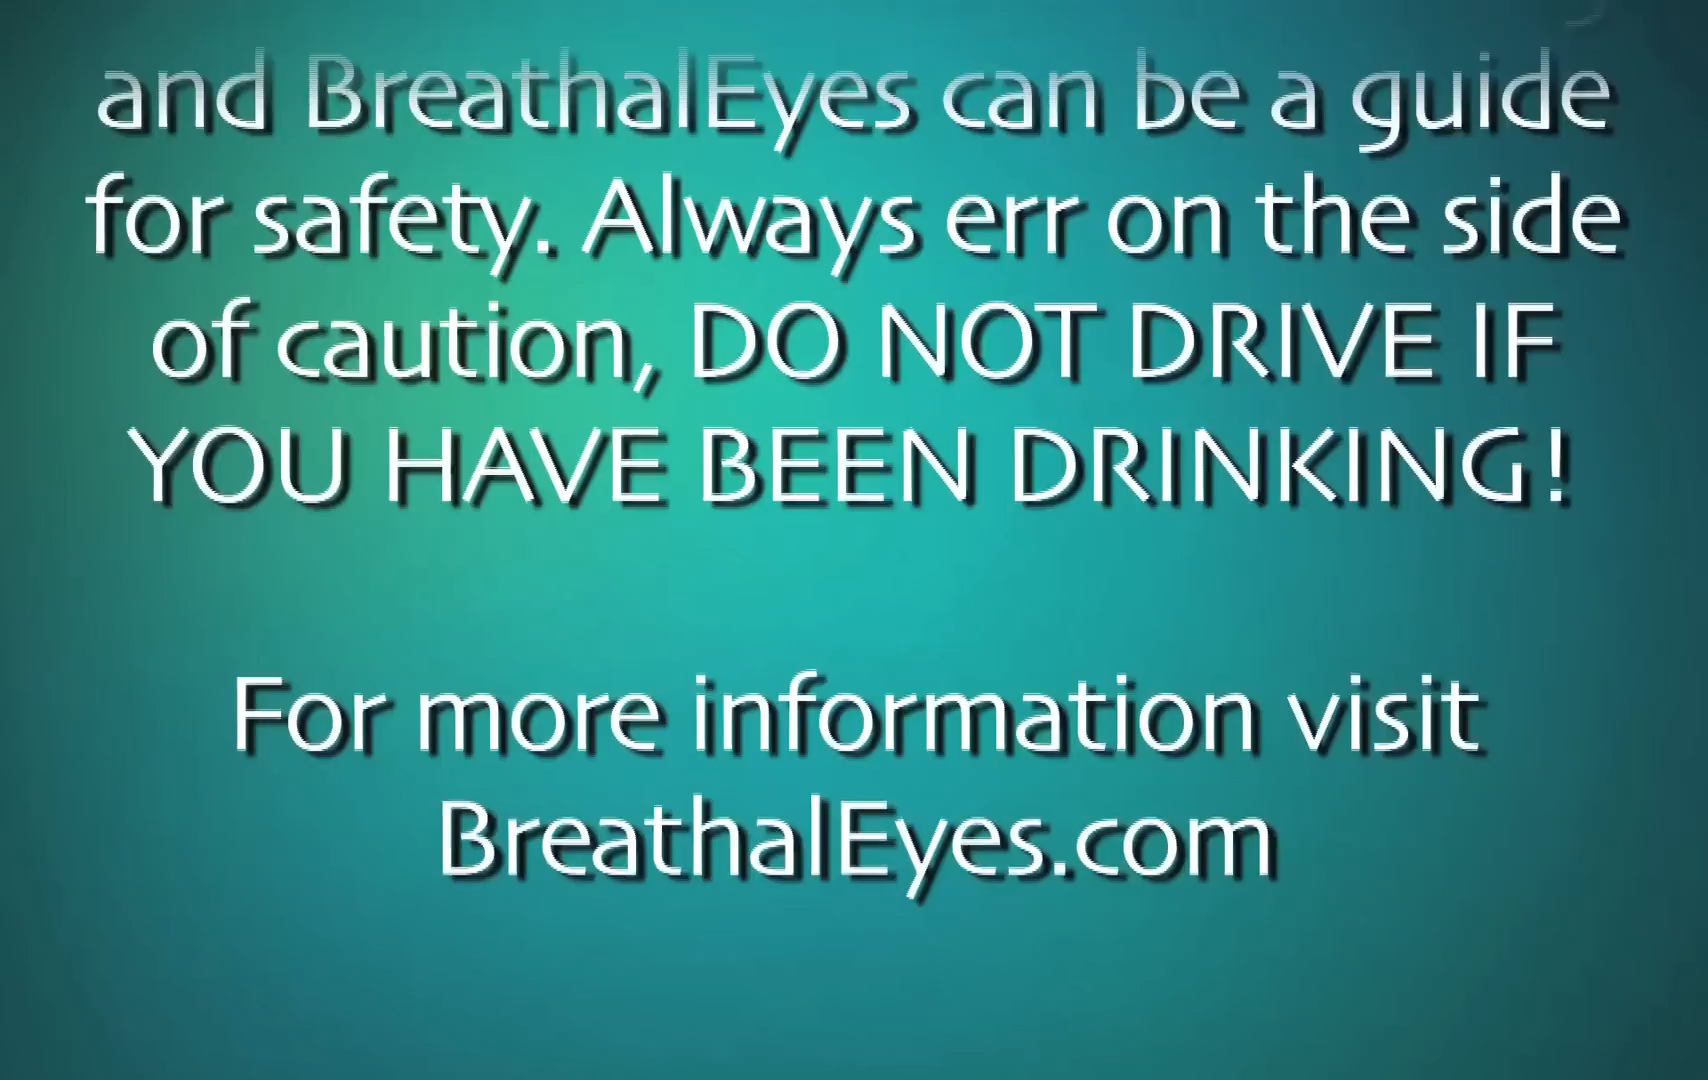 and BreathalEyes can be a guide
for safety. Always err on the side
of caution, DO NOT DRIVE IF
YOU HAVE BEEN DRINKING!
For more information visit
BreathalEyes.com